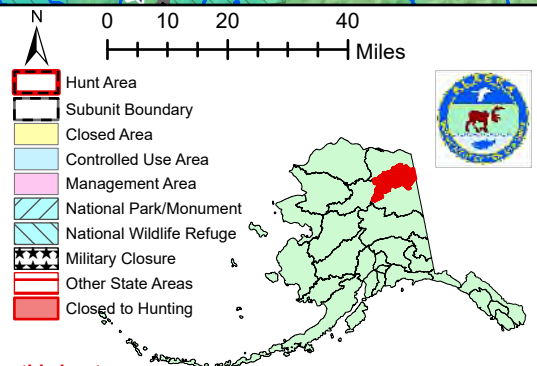 N
0 10 20 40
Miles
Hunt Area
Subunit Boundary
Closed Area
Controlled Use Area
Management Area
National Park/Monument
National Wildlife Refuge
Military Closure
Other State Areas
Closed to Hunting
ALASKA